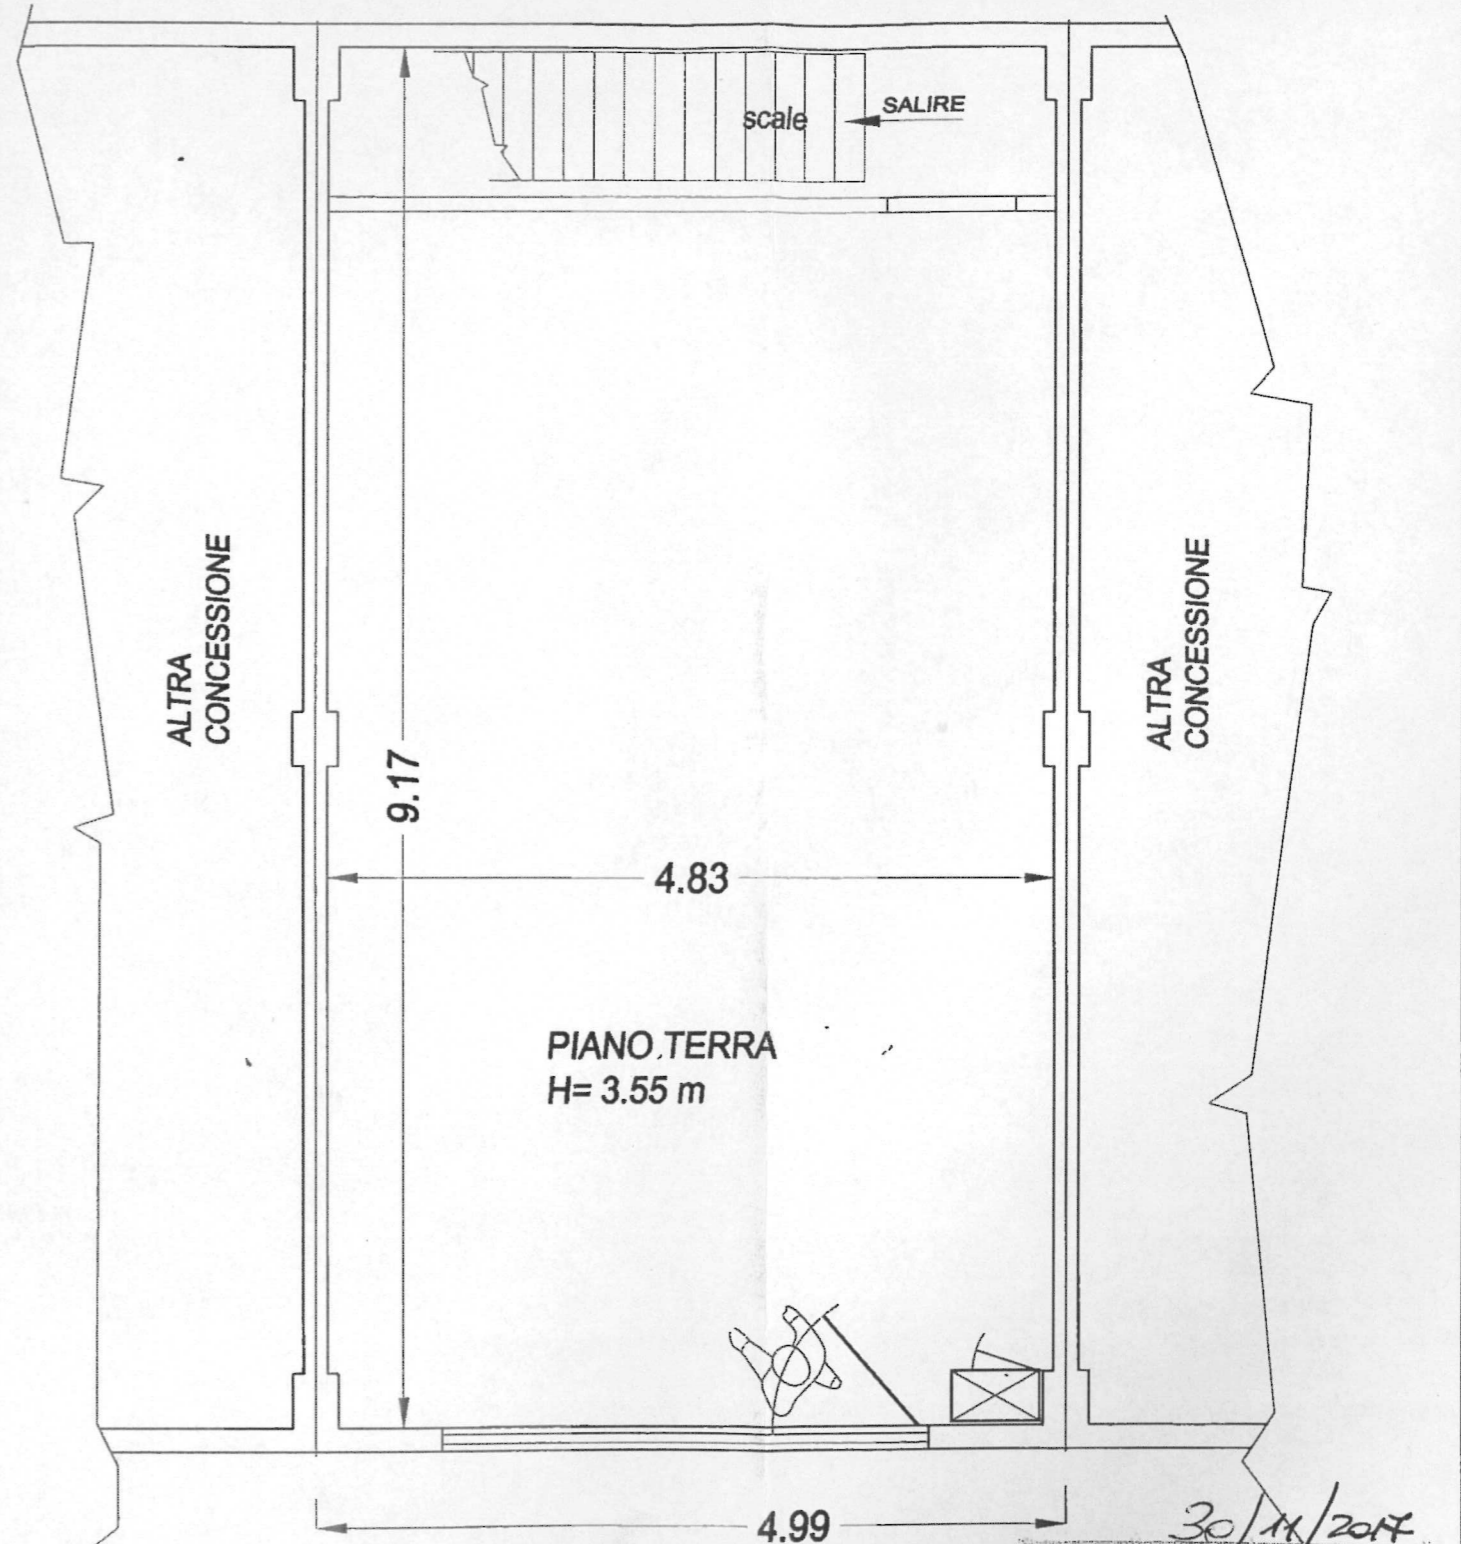 scale
SALIRE
ALTRA
CONCESSIONE
ALTRA
CONCESSIONE
9.17
4.83
PIANO TERRA
H= 3.55 m
4.99
30/11/2017